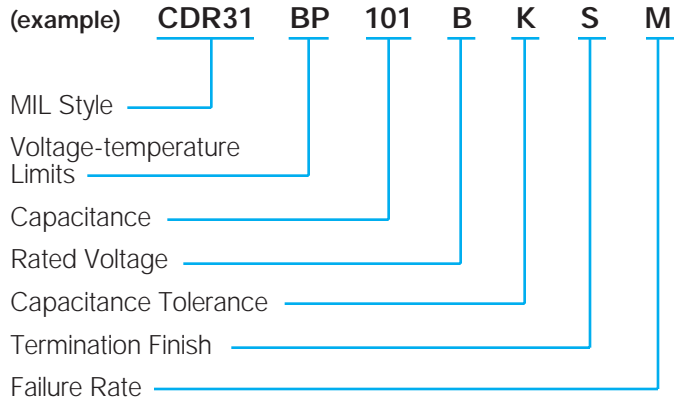 (example) CDR31 BP 101 B K S M
MIL Style
Voltage-temperature
Limits
Capacitance
Rated Voltage
Capacitance Tolerance
Termination Finish
Failure Rate